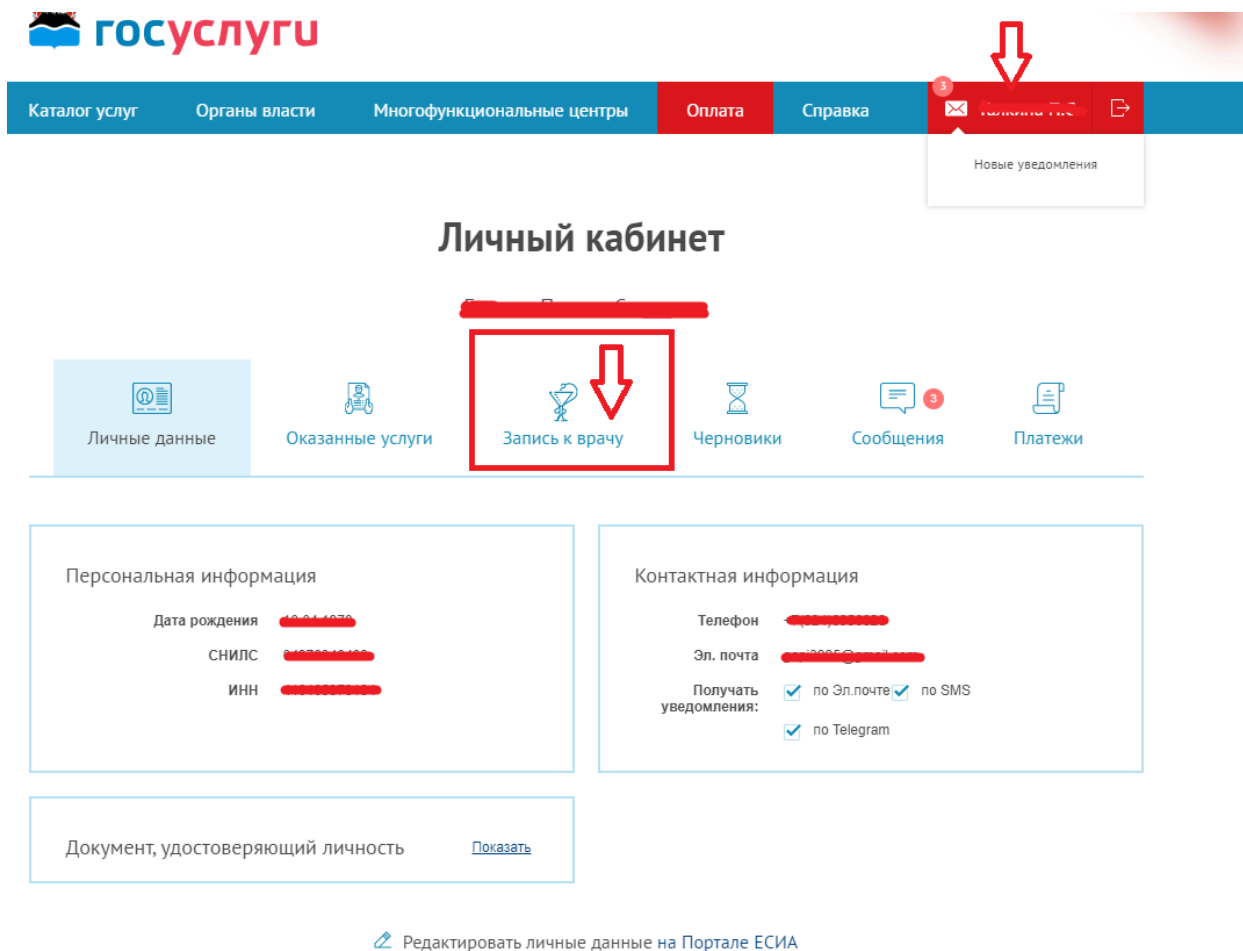 госуслуги
Каталог услуг Органы власти Многофункциональные центры Оплата Справка 3
Новые уведомления
Личный кабинет
Личные данные Оказанные услуги Запись к врачу Черновики Сообщения 3 Платежи
Персональная информация
Дата рождения
СНИЛС
ИНН
Контактная информация
Телефон
Эл. почта
Получать уведомления:
по Эл.почте по SMS
по Telegram
Документ, удостоверяющий личность Показать
Редактировать личные данные на Портале ЕСИА